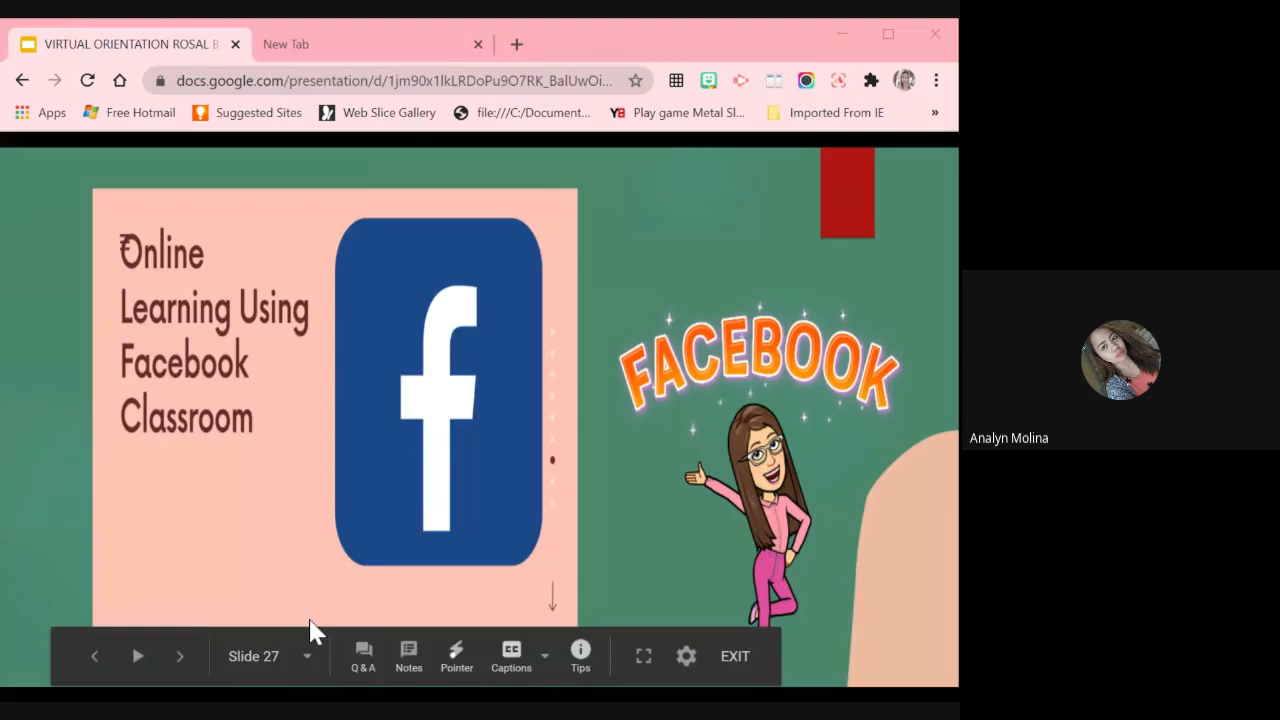 VIRTUAL ORIENTATION ROSAL B
New Tab
docs.google.com/presentation/d/1jm90x1lkLRDoPu9O7RK_BalUwOi...
Apps
Free Hotmail
Suggested Sites
Web Slice Gallery
file:///C:/Document...
Play game Metal Sl...
Imported From IE
»
Online
Learning Using
Facebook
Classroom
FACEBOOK
Analyn Molina
Slide 27
Q & A
Notes
Pointer
Captions
Tips
EXIT